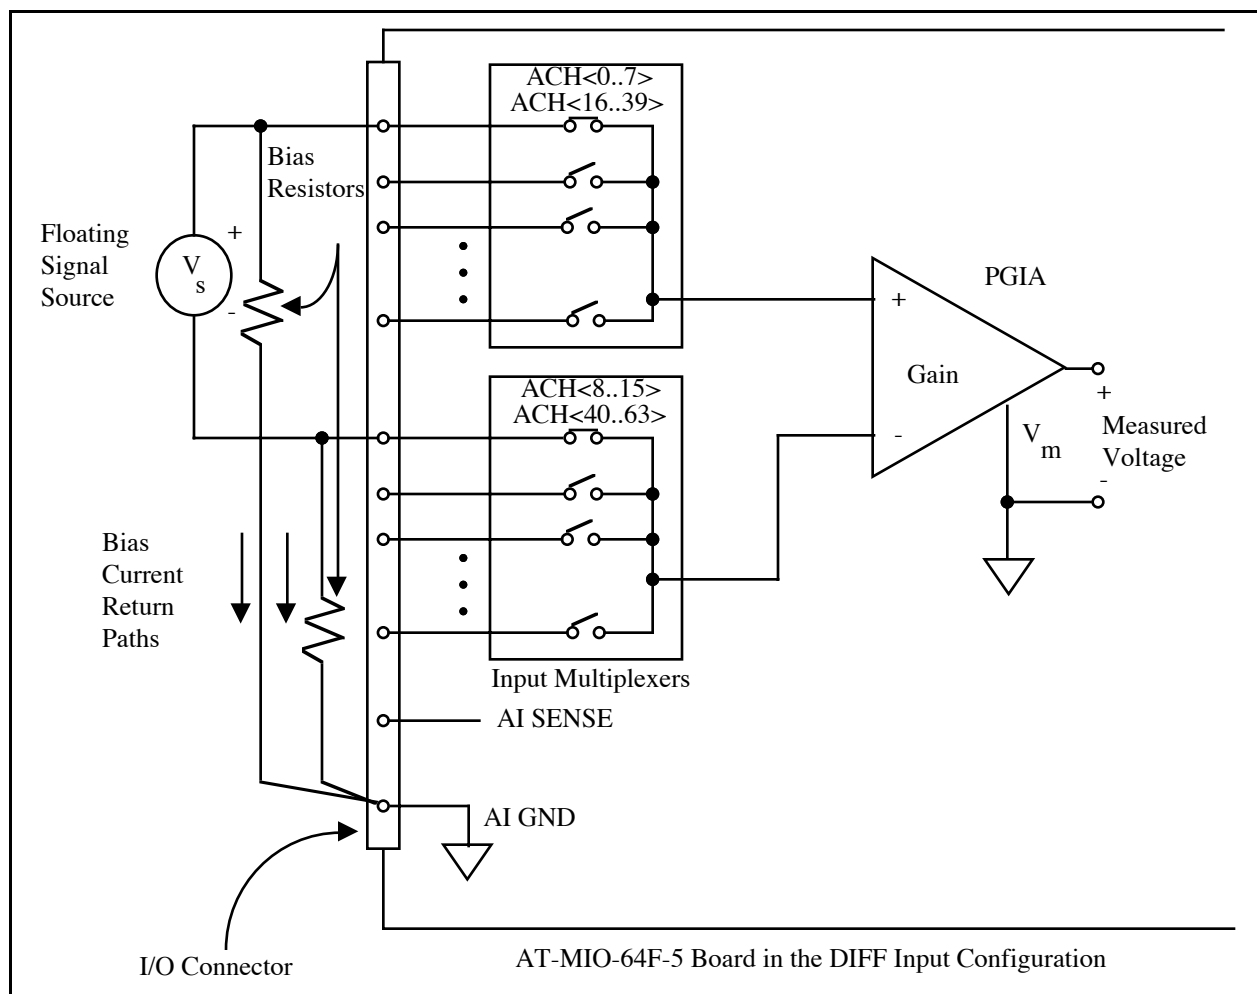 ACH<0..7>
ACH<16..39>
Bias
Resistors
Floating
Signal
Source
+
V
s
-
PGIA
+
Gain
-
+
Measured
Voltage
-
V
m
ACH<8..15>
ACH<40..63>
Bias
Current
Return
Paths
Input Multiplexers
AI SENSE
AI GND
I/O Connector
AT-MIO-64F-5 Board in the DIFF Input Configuration